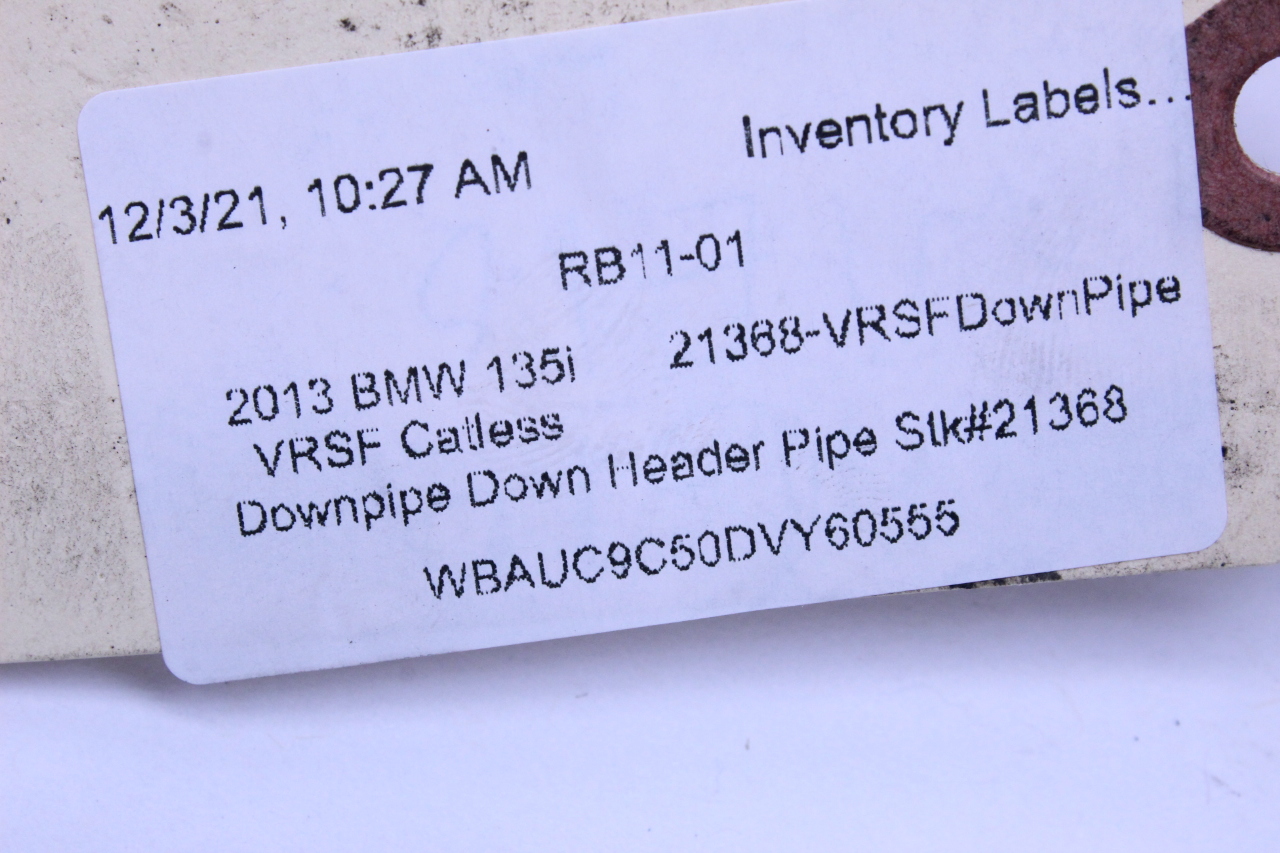 12/3/21, 10:27 AM Inventory Labels...
RB11-01
2013 BMW 135i 21368-VRSFDownPipe
VRSF Catless
Downpipe Down Header Pipe Stk#21368
WBAUC9C50DVY60555